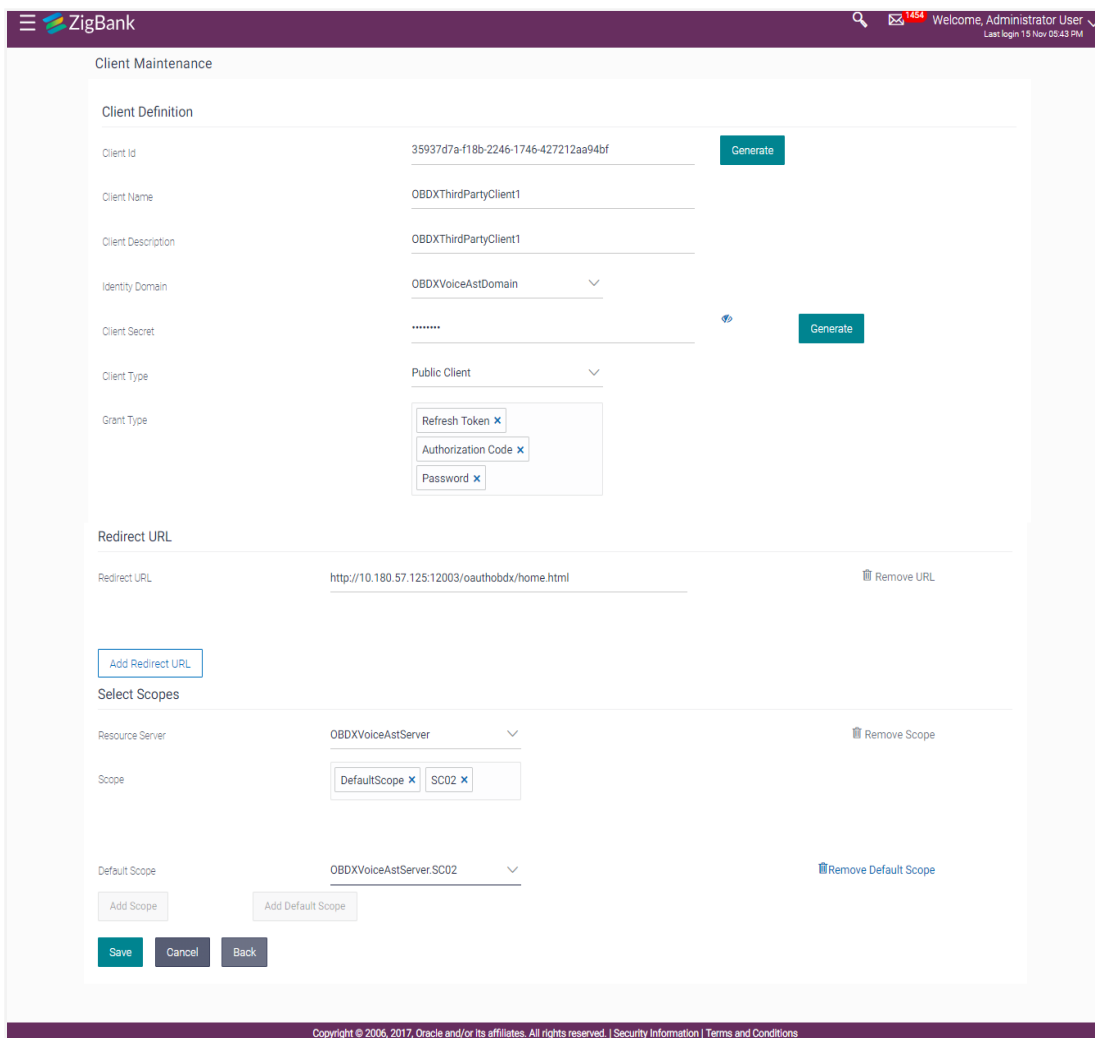 ZigBank
1454 Welcome, Administrator User
Last login 15 Nov 05:43 PM
Client Maintenance
Client Definition
Client Id 35937d7a-f18b-2246-1746-427212aa94bf Generate
Client Name OBDXThirdPartyClient1
Client Description OBDXThirdPartyClient1
Identity Domain OBDXVoiceAstDomain
Client Secret •••••••• Generate
Client Type Public Client
Grant Type Refresh Token ×
Authorization Code ×
Password ×
Redirect URL
Redirect URL http://10.180.57.125:12003/oauthobdx/home.html Remove URL
Add Redirect URL
Select Scopes
Resource Server OBDXVoiceAstServer Remove Scope
Scope DefaultScope × SC02 ×
Default Scope OBDXVoiceAstServer.SC02 Remove Default Scope
Add Scope Add Default Scope
Save Cancel Back
Copyright © 2006, 2017, Oracle and/or its affiliates. All rights reserved. | Security Information | Terms and Conditions